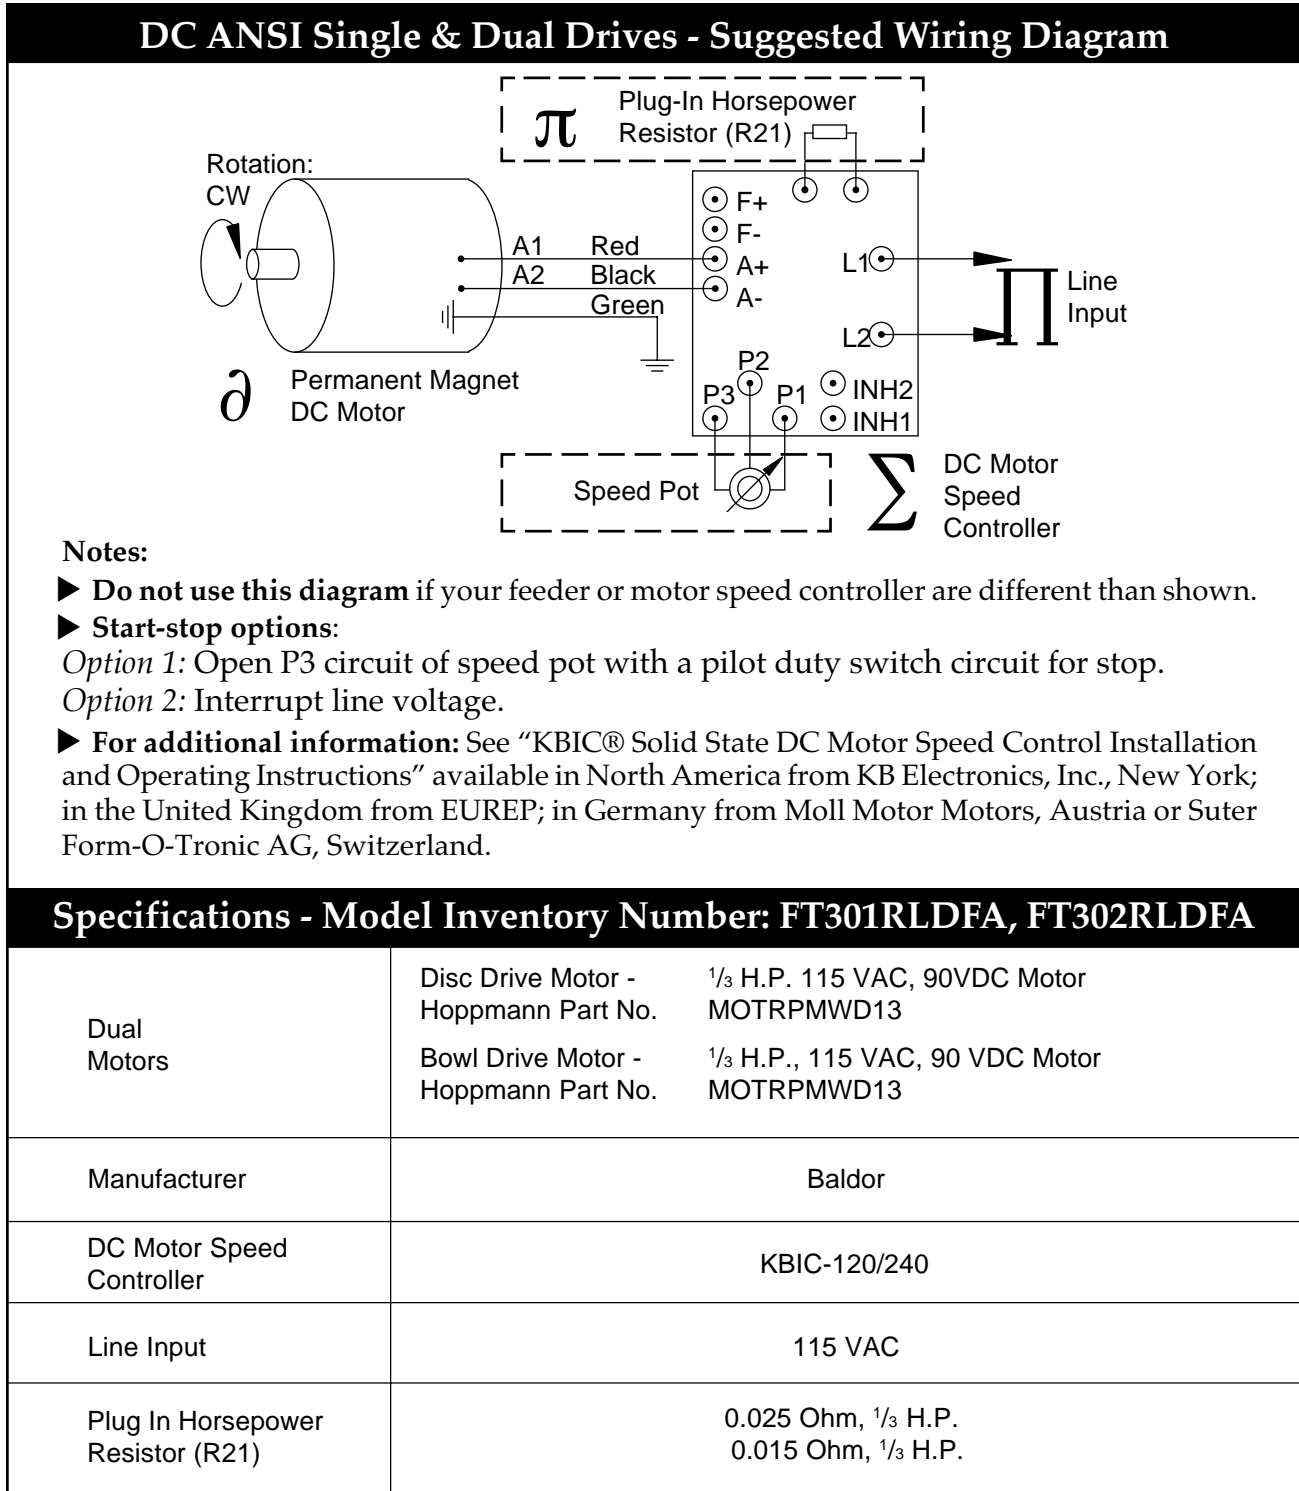 DC ANSI Single & Dual Drives - Suggested Wiring Diagram
π Plug-In Horsepower
Resistor (R21)
Rotation:
CW
A1 Red
A2 Black
Green
F+
F-
A+
A-
L1
L2
∏ Line
Input
P2
P3
P1
INH2
INH1
∂ Permanent Magnet
DC Motor
Speed Pot
∑ DC Motor
Speed
Controller
Notes:
▶ Do not use this diagram if your feeder or motor speed controller are different than shown.
▶ Start-stop options:
Option 1: Open P3 circuit of speed pot with a pilot duty switch circuit for stop.
Option 2: Interrupt line voltage.
▶ For additional information: See “KBIC® Solid State DC Motor Speed Control Installation
and Operating Instructions” available in North America from KB Electronics, Inc., New York;
in the United Kingdom from EUREP; in Germany from Moll Motor Motors, Austria or Suter
Form-O-Tronic AG, Switzerland.
Specifications - Model Inventory Number: FT301RLDFA, FT302RLDFA
Dual
Motors
Disc Drive Motor - 1/3 H.P. 115 VAC, 90VDC Motor
Hoppmann Part No. MOTRPMWD13
Bowl Drive Motor - 1/3 H.P., 115 VAC, 90 VDC Motor
Hoppmann Part No. MOTRPMWD13
Manufacturer
Baldor
DC Motor Speed
Controller
KBIC-120/240
Line Input
115 VAC
Plug In Horsepower
Resistor (R21)
0.025 Ohm, 1/3 H.P.
0.015 Ohm, 1/3 H.P.